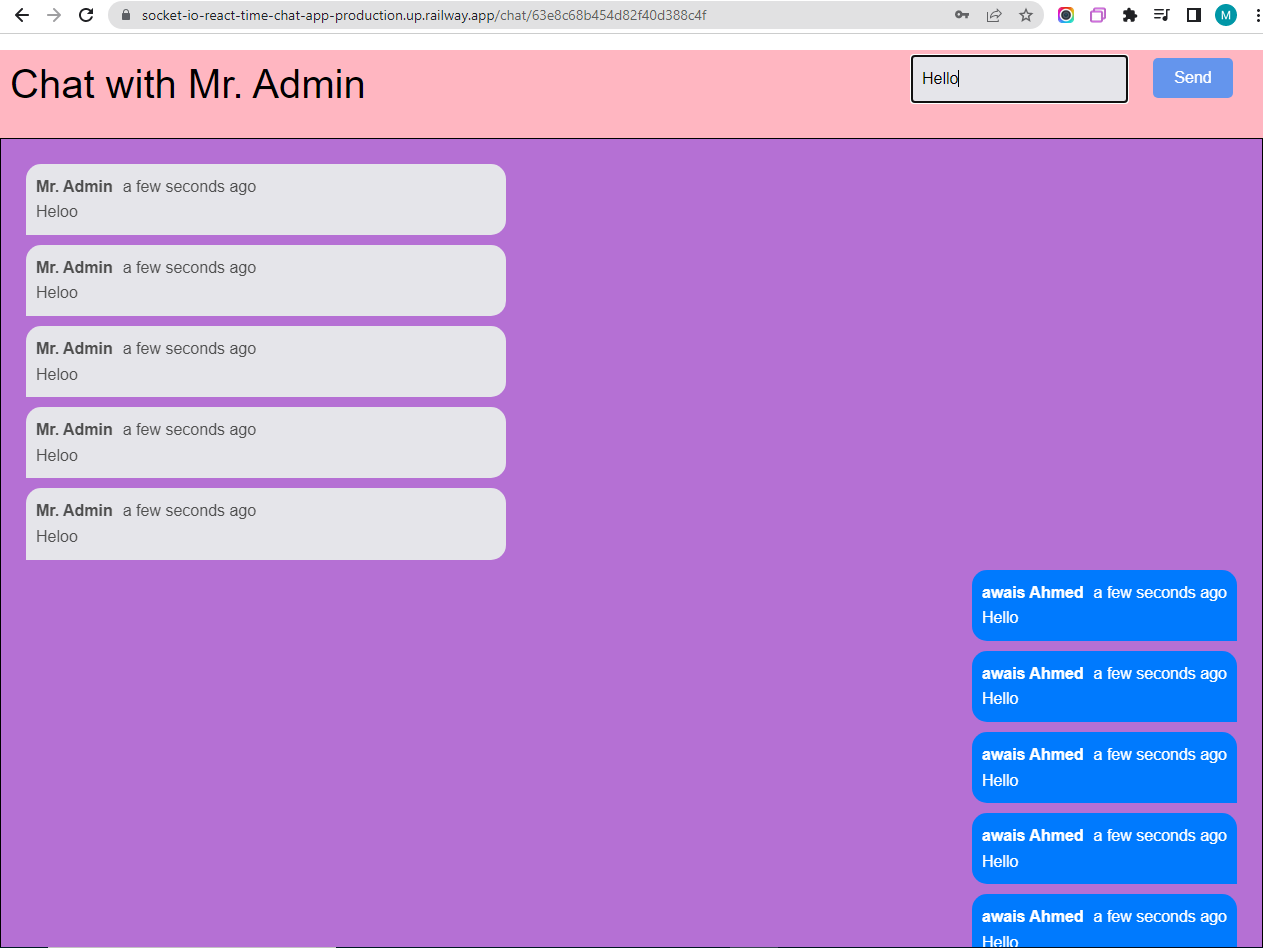 socket-io-react-time-chat-app-production.up.railway.app/chat/63e8c68b454d82f40d388c4f
M
Chat with Mr. Admin
Hello
Send
Mr. Admin a few seconds ago
Heloo
Mr. Admin a few seconds ago
Heloo
Mr. Admin a few seconds ago
Heloo
Mr. Admin a few seconds ago
Heloo
Mr. Admin a few seconds ago
Heloo
awais Ahmed a few seconds ago
Hello
awais Ahmed a few seconds ago
Hello
awais Ahmed a few seconds ago
Hello
awais Ahmed a few seconds ago
Hello
awais Ahmed a few seconds ago
Hello